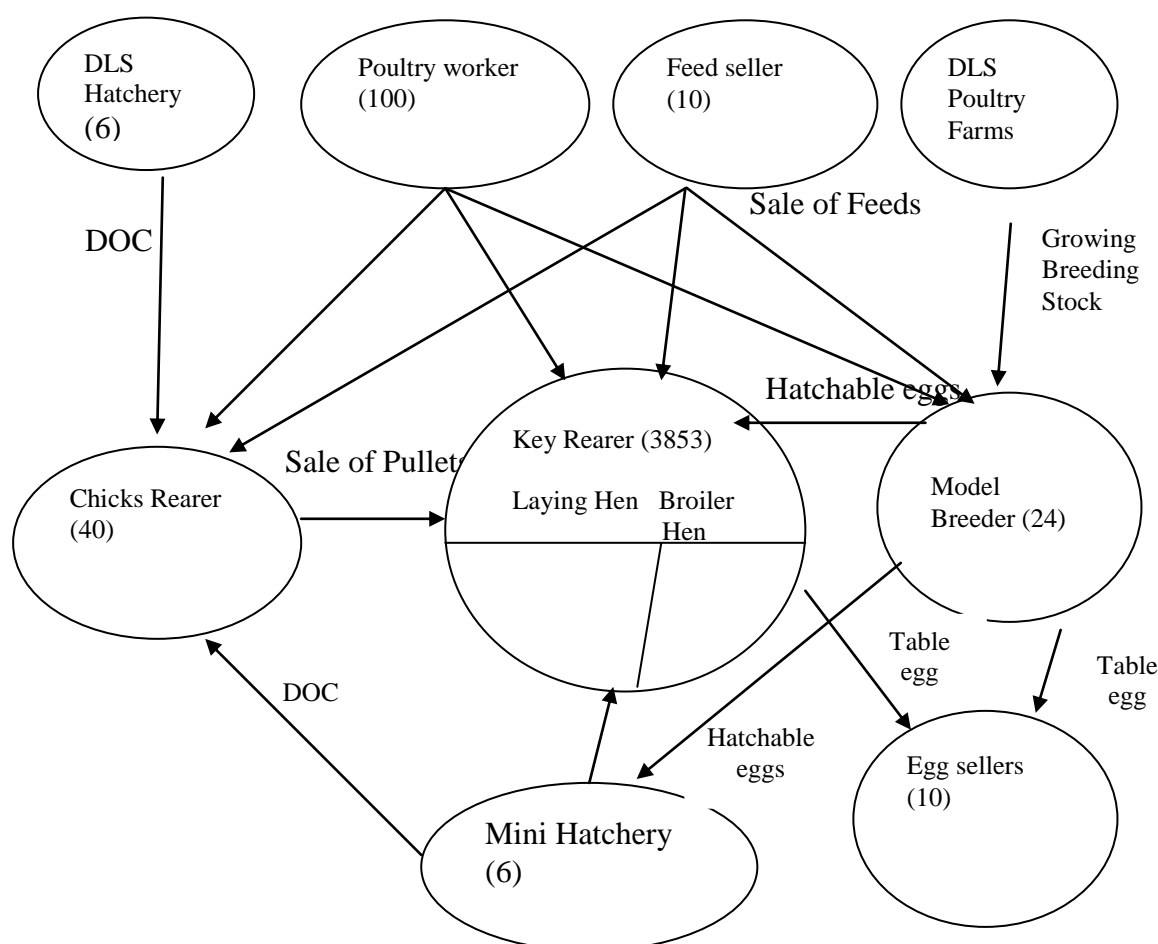 DLS
Hatchery
(6)
Poultry worker
(100)
Feed seller
(10)
DLS
Poultry
Farms
Sale of Feeds
DOC
Growing
Breeding
Stock
Hatchable eggs
Key Rearer (3853)
Sale of Pullets
Chicks Rearer
(40)
Laying Hen Broiler
Hen
Model
Breeder (24)
Table
egg
Table
egg
DOC
Hatchable
eggs
Egg sellers
(10)
Mini Hatchery
(6)